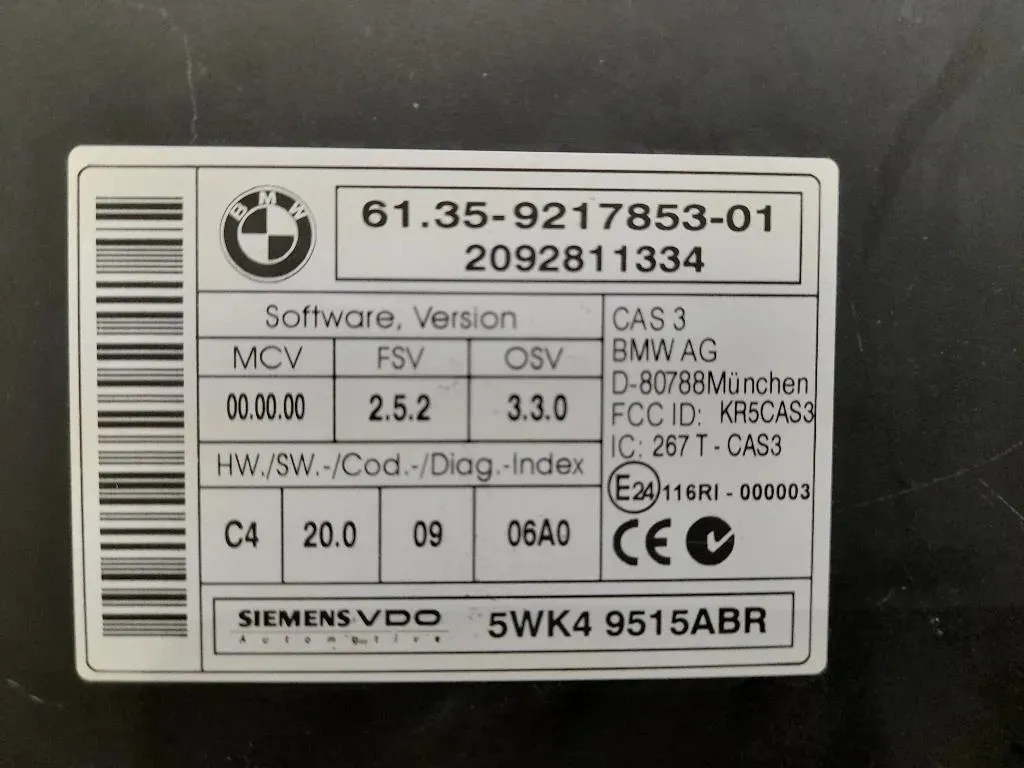 BMW
61.35-9217853-01
2092811334
Software, Version
MCV FSV OSV
00.00.00 2.5.2 3.3.0
HW./SW.-/Cod.-/Diag.-Index
C4 20.0 09 06A0
CAS 3
BMW AG
D-80788München
FCC ID: KR5CAS3
IC: 267 T - CAS3
E24 116RI - 000003
CE
SIEMENS VDO
Automotive
5WK4 9515ABR